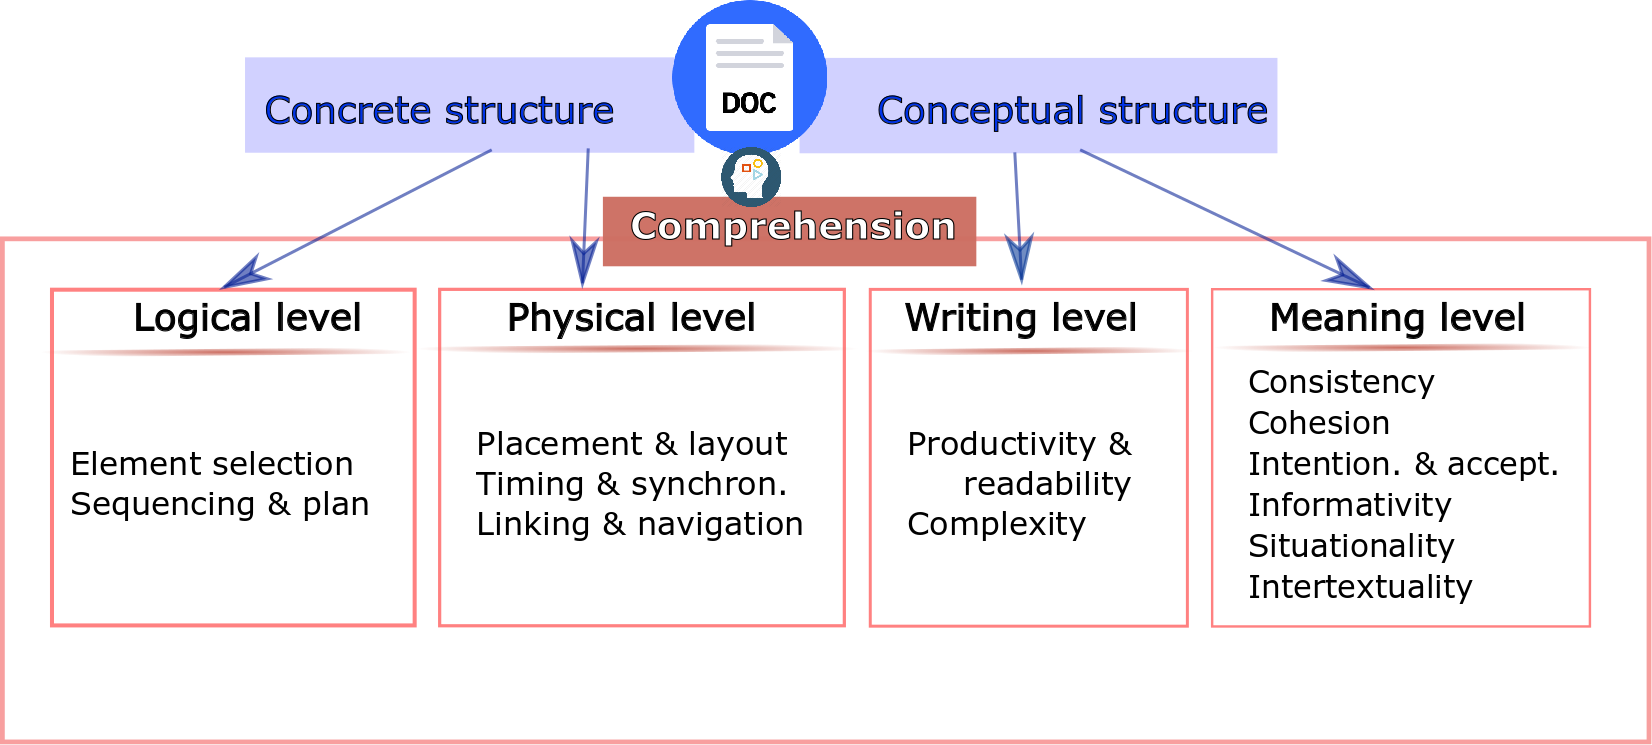 DOC
Concrete structure
Conceptual structure
Comprehension
Logical level
Element selection
Sequencing & plan
Physical level
Placement & layout
Timing & synchron.
Linking & navigation
Writing level
Productivity &
readability
Complexity
Meaning level
Consistency
Cohesion
Intention. & accept.
Informativity
Situationality
Intertextuality